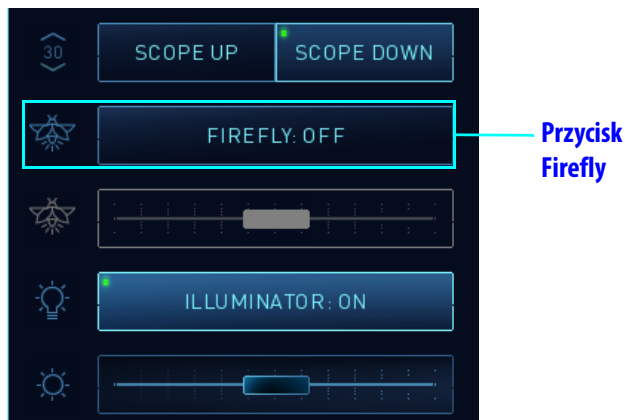 30
SCOPE UP
SCOPE DOWN
FIREFLY: OFF
Przycisk
Firefly
ILLUMINATOR: ON